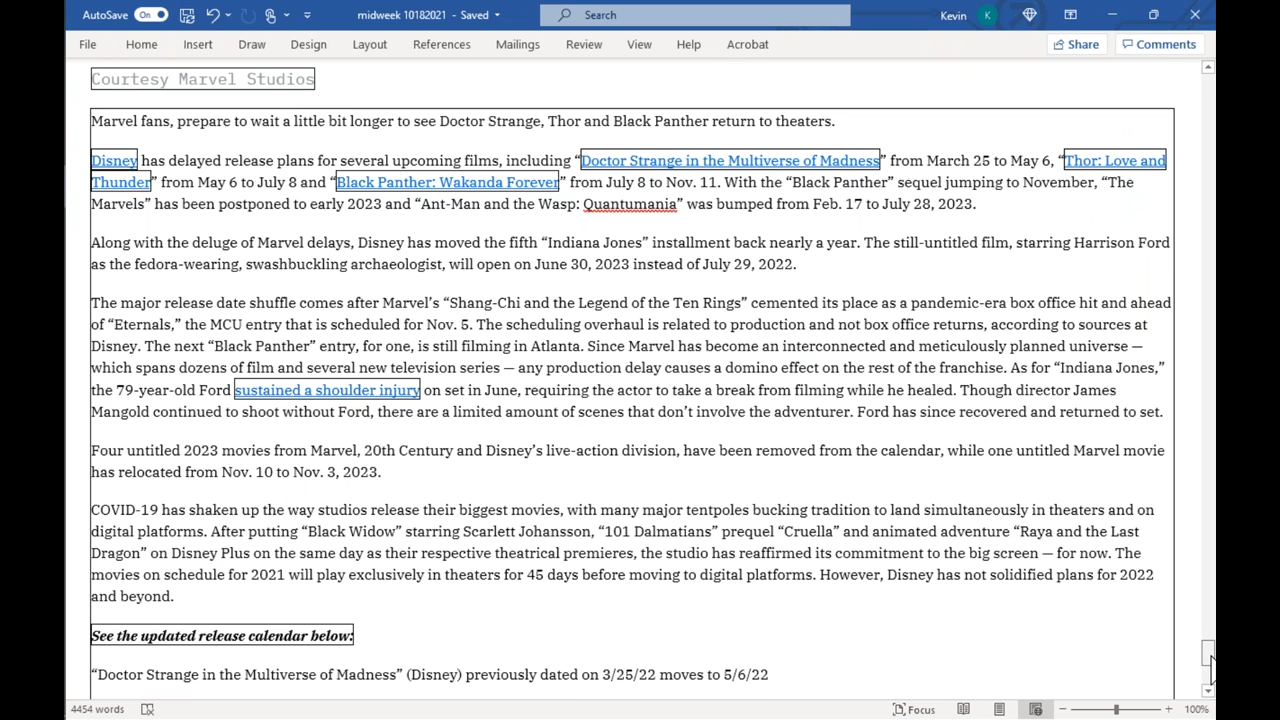 AutoSave On midweek 10182021 - Saved Search Kevin K
File Home Insert Draw Design Layout References Mailings Review View Help Acrobat Share Comments
Courtesy Marvel Studios
Marvel fans, prepare to wait a little bit longer to see Doctor Strange, Thor and Black Panther return to theaters.
Disney has delayed release plans for several upcoming films, including “Doctor Strange in the Multiverse of Madness” from March 25 to May 6, “Thor: Love and
Thunder” from May 6 to July 8 and “Black Panther: Wakanda Forever” from July 8 to Nov. 11. With the “Black Panther” sequel jumping to November, “The
Marvels” has been postponed to early 2023 and “Ant-Man and the Wasp: Quantumania” was bumped from Feb. 17 to July 28, 2023.
Along with the deluge of Marvel delays, Disney has moved the fifth “Indiana Jones” installment back nearly a year. The still-untitled film, starring Harrison Ford
as the fedora-wearing, swashbuckling archaeologist, will open on June 30, 2023 instead of July 29, 2022.
The major release date shuffle comes after Marvel’s “Shang-Chi and the Legend of the Ten Rings” cemented its place as a pandemic-era box office hit and ahead
of “Eternals,” the MCU entry that is scheduled for Nov. 5. The scheduling overhaul is related to production and not box office returns, according to sources at
Disney. The next “Black Panther” entry, for one, is still filming in Atlanta. Since Marvel has become an interconnected and meticulously planned universe —
which spans dozens of film and several new television series — any production delay causes a domino effect on the rest of the franchise. As for “Indiana Jones,”
the 79-year-old Ford sustained a shoulder injury on set in June, requiring the actor to take a break from filming while he healed. Though director James
Mangold continued to shoot without Ford, there are a limited amount of scenes that don’t involve the adventurer. Ford has since recovered and returned to set.
Four untitled 2023 movies from Marvel, 20th Century and Disney’s live-action division, have been removed from the calendar, while one untitled Marvel movie
has relocated from Nov. 10 to Nov. 3, 2023.
COVID-19 has shaken up the way studios release their biggest movies, with many major tentpoles bucking tradition to land simultaneously in theaters and on
digital platforms. After putting “Black Widow” starring Scarlett Johansson, “101 Dalmatians” prequel “Cruella” and animated adventure “Raya and the Last
Dragon” on Disney Plus on the same day as their respective theatrical premieres, the studio has reaffirmed its commitment to the big screen — for now. The
movies on schedule for 2021 will play exclusively in theaters for 45 days before moving to digital platforms. However, Disney has not solidified plans for 2022
and beyond.
See the updated release calendar below:
“Doctor Strange in the Multiverse of Madness” (Disney) previously dated on 3/25/22 moves to 5/6/22
4454 words Focus 100%